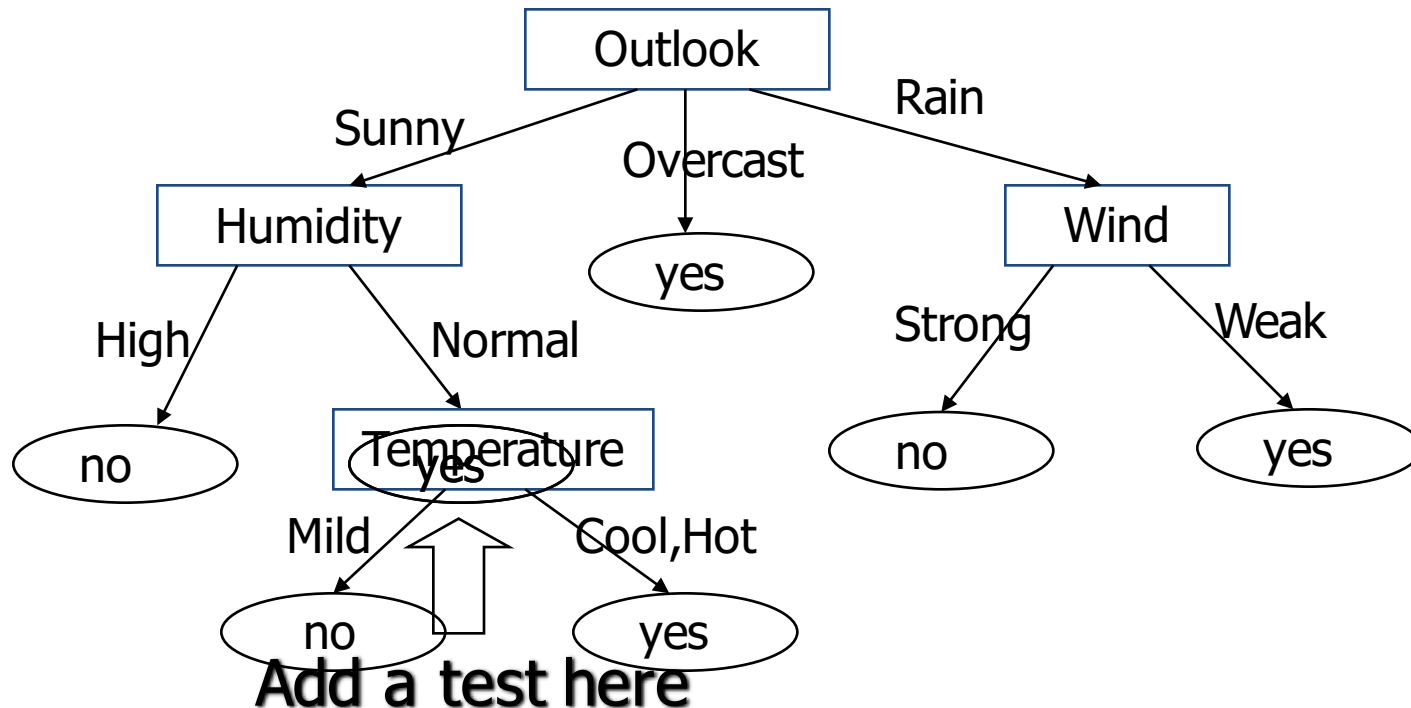 Outlook
Rain
Sunny
Overcast
Humidity
Wind
yes
High
Normal
Strong
Weak
Temperature
yes
no
no
yes
Mild
Cool,Hot
no
yes
Add a test here